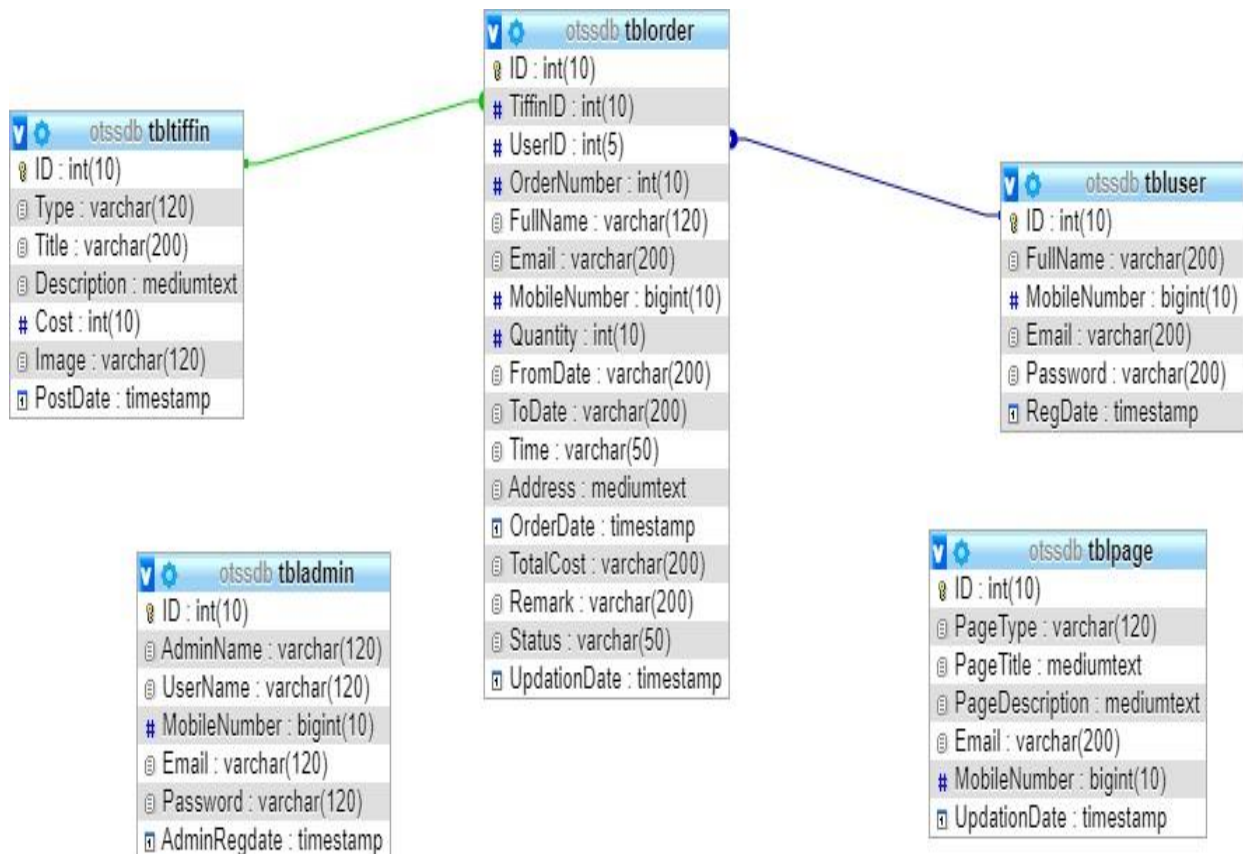 otssdb tbltiffin
ID : int(10)
Type : varchar(120)
Title : varchar(200)
Description : mediumtext
Cost : int(10)
Image : varchar(120)
PostDate : timestamp
otssdb tblorder
ID : int(10)
TiffinID : int(10)
UserID : int(5)
OrderNumber : int(10)
FullName : varchar(120)
Email : varchar(200)
MobileNumber : bigint(10)
Quantity : int(10)
FromDate : varchar(200)
ToDate : varchar(200)
Time : varchar(50)
Address : mediumtext
OrderDate : timestamp
TotalCost : varchar(200)
Remark : varchar(200)
Status : varchar(50)
UpdationDate : timestamp
otssdb tbluser
ID : int(10)
FullName : varchar(200)
MobileNumber : bigint(10)
Email : varchar(200)
Password : varchar(200)
RegDate : timestamp
otssdb tbladmin
ID : int(10)
AdminName : varchar(120)
UserName : varchar(120)
MobileNumber : bigint(10)
Email : varchar(120)
Password : varchar(120)
AdminRegdate : timestamp
otssdb tblpage
ID : int(10)
PageType : varchar(120)
PageTitle : mediumtext
PageDescription : mediumtext
Email : varchar(200)
MobileNumber : bigint(10)
UpdationDate : timestamp